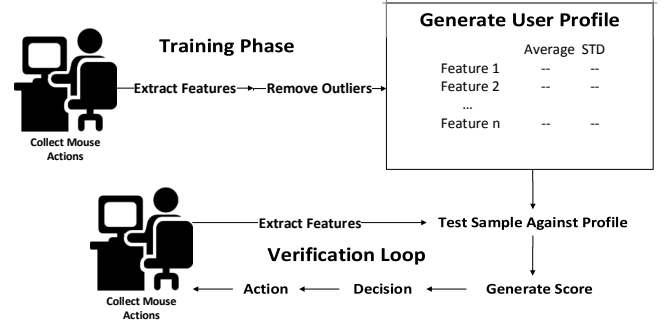 Generate User Profile
Training Phase
Average STD
Feature 1 -- --
Feature 2 -- --
...
Feature n -- --
Extract Features
Remove Outliers
Collect Mouse
Actions
Extract Features
Test Sample Against Profile
Verification Loop
Generate Score
Decision
Action
Collect Mouse
Actions